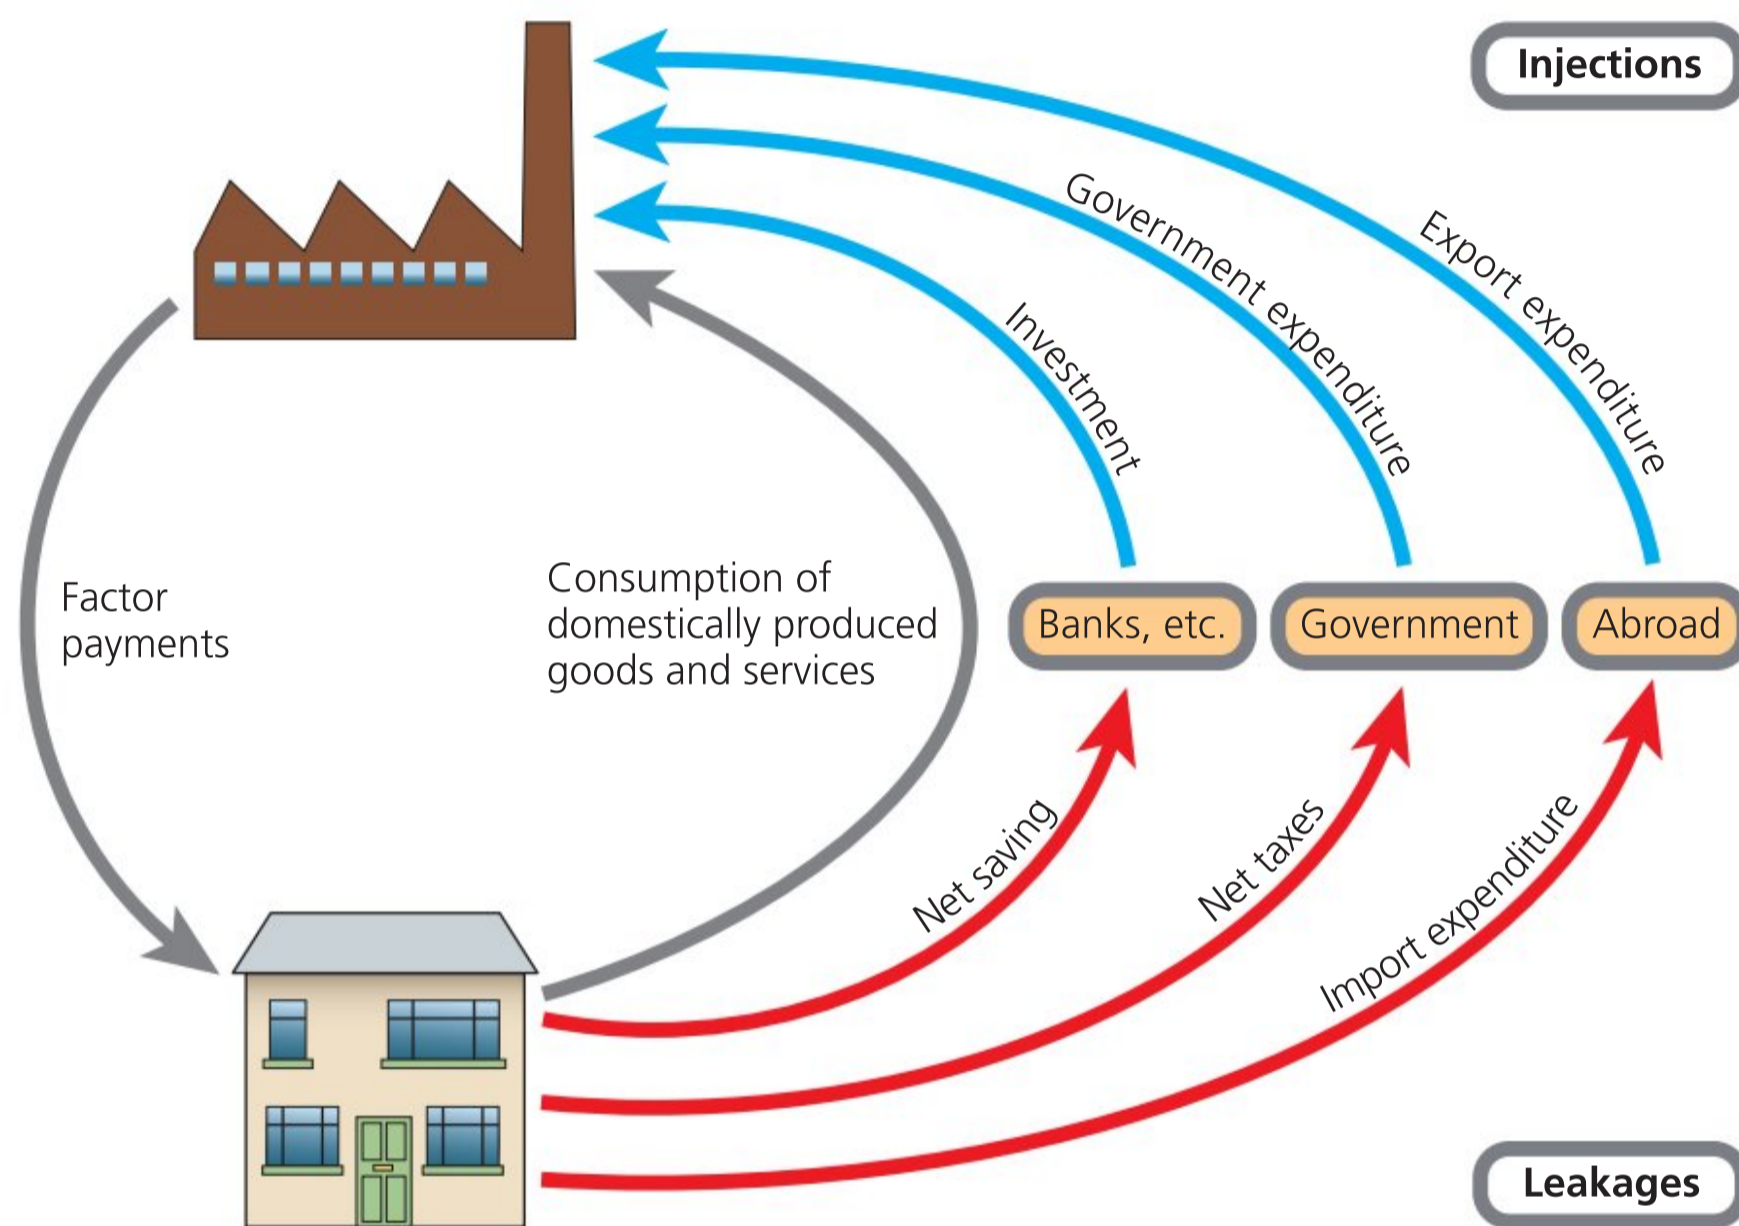 Injections
Export expenditure
Government expenditure
Investment
Factor
payments
Consumption of
domestically produced
goods and services
Banks, etc.
Government
Abroad
Net saving
Net taxes
Import expenditure
Leakages